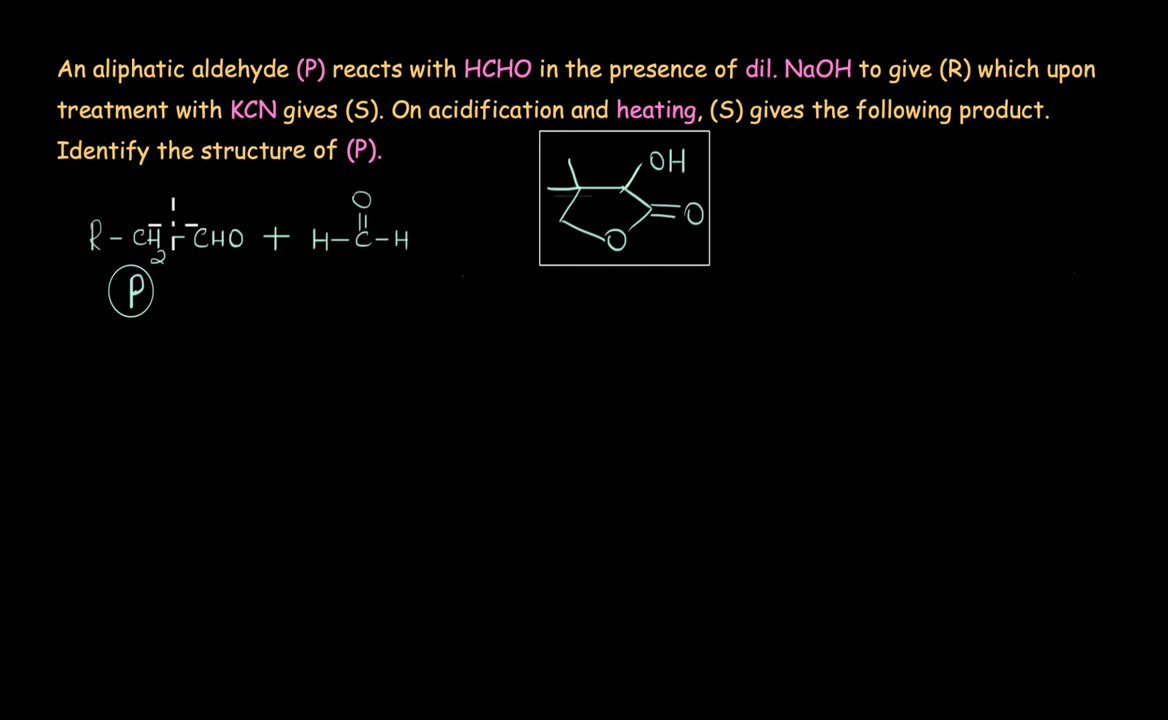 An aliphatic aldehyde (P) reacts with HCHO in the presence of dil. NaOH to give (R) which upon
treatment with KCN gives (S). On acidification and heating, (S) gives the following product.
Identify the structure of (P).
OH
O
O
O
R - CH2 - CHO + H - C - H
P